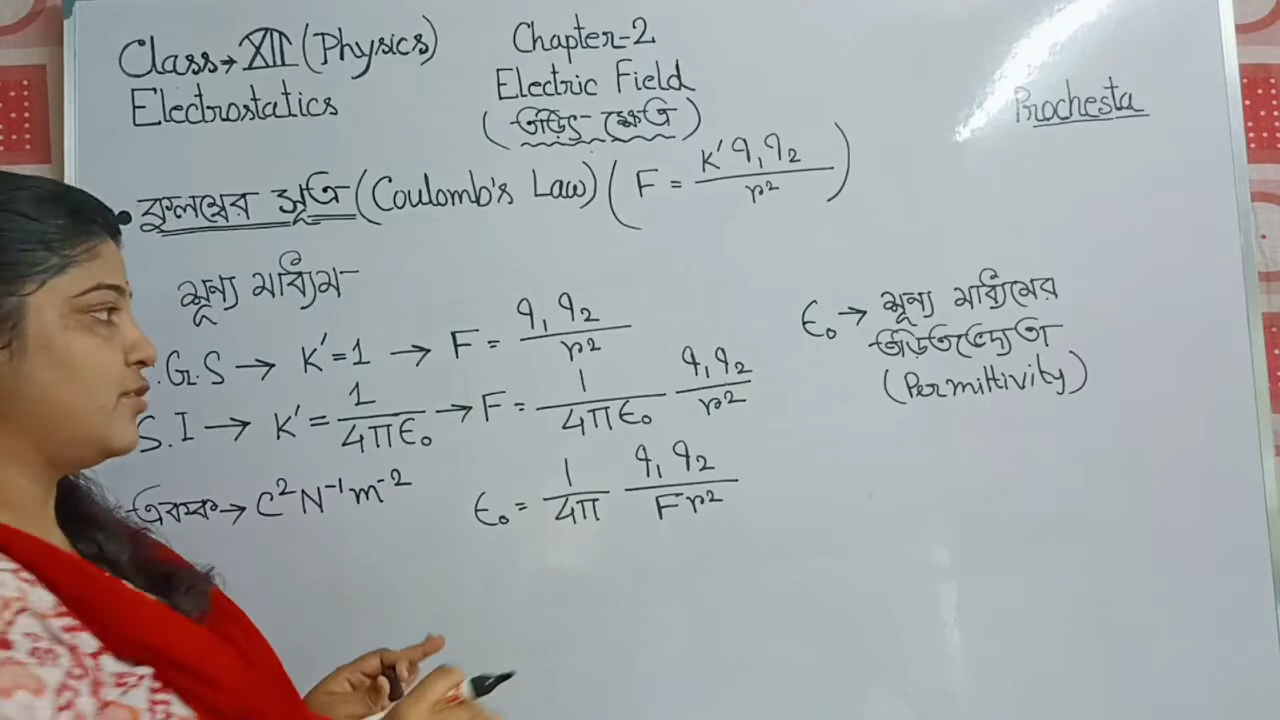 Class→XII (Physics)
Electrostatics
Chapter-2
Electric Field
(তড়িৎ ক্ষেত্র)
Prochesta
• কুলম্বের সূত্র (Coulomb's Law) (F = K'q₁q₂/r²)
শূন্য মাধ্যম-
.G.S → K'=1 → F = q₁q₂/r²
S.I → K' = 1/4πε₀ → F = 1/4πε₀ q₁q₂/r²
একক → C²N⁻¹m⁻²
ε₀ = 1/4π q₁q₂/Fr²
ε₀ → শূন্য মাধ্যমের
তড়িৎভেদ্যতা
(Permittivity)